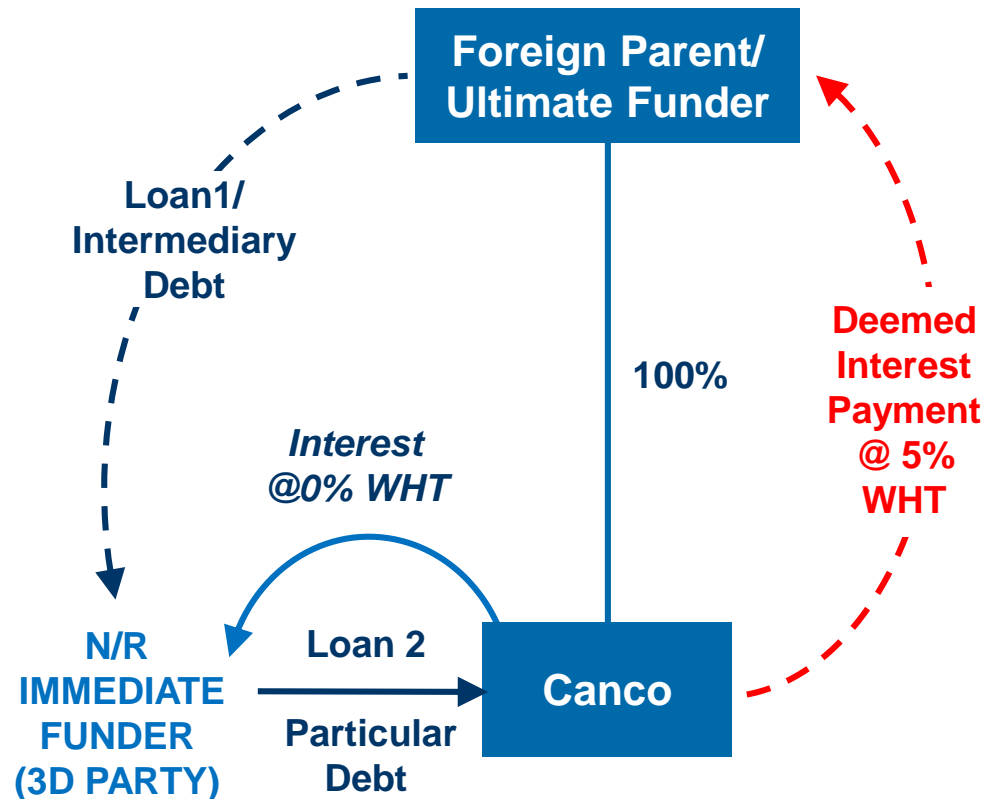 Foreign Parent/
Ultimate Funder
Loan1/
Intermediary
Debt
100%
Deemed
Interest
Payment
@ 5%
WHT
Interest
@0% WHT
N/R
IMMEDIATE
FUNDER
(3D PARTY)
Loan 2
Particular
Debt
Canco